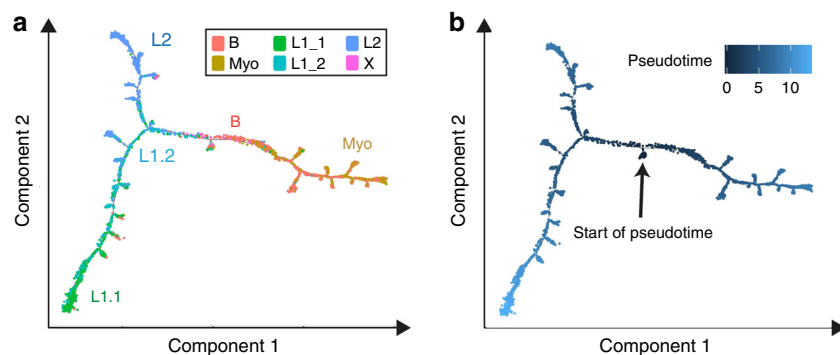 a
L2
B L1_1 L2
Myo L1_2 X
B
Myo
L1.2
L1.1
Component 2
Component 1
b
Pseudotime
0 5 10
Start of pseudotime
Component 2
Component 1